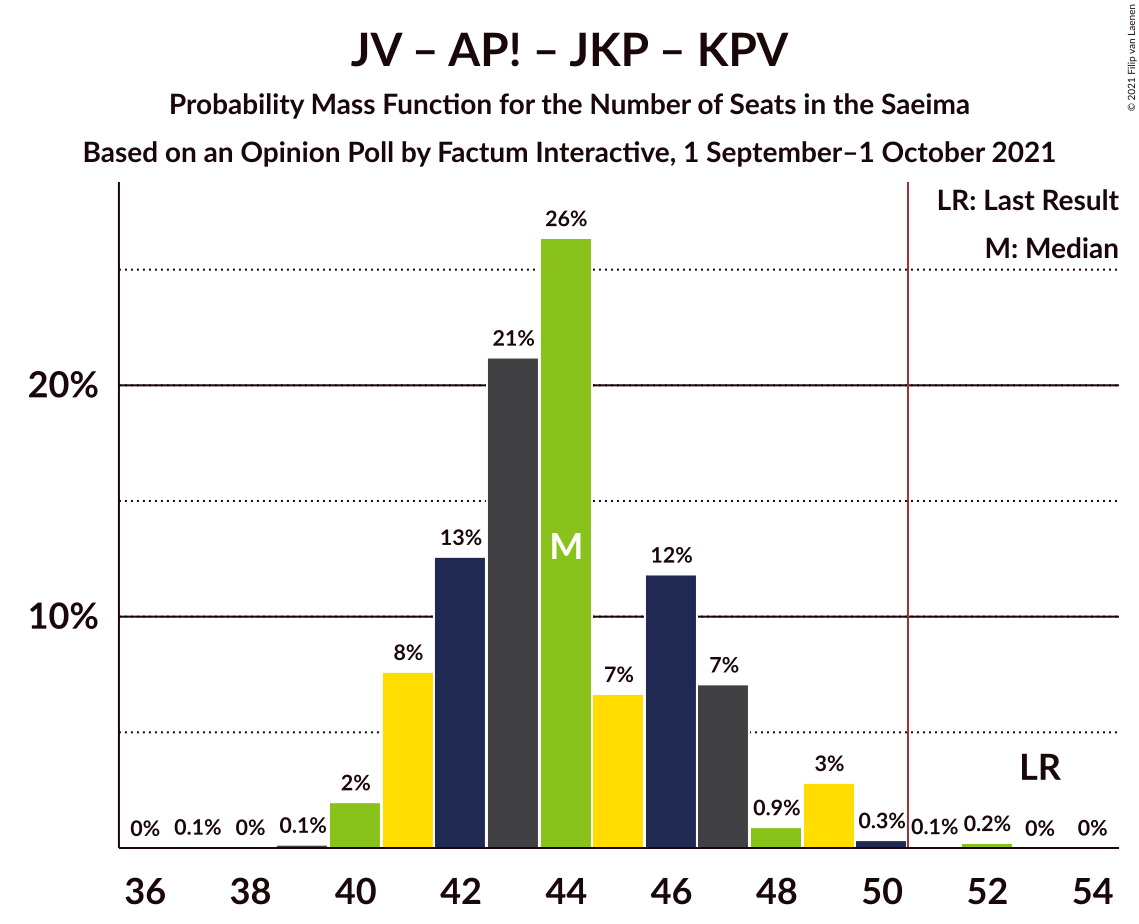 JV – AP! – JKP – KPV
Probability Mass Function for the Number of Seats in the Saeima
Based on an Opinion Poll by Factum Interactive, 1 September–1 October 2021
© 2021 Filip van Laenen
LR: Last Result
M: Median
26%
21%
20%
13%
M
12%
10%
8%
7%
7%
LR
3%
2%
0.9%
0% 0.1% 0% 0.1% 0.3% 0.1% 0.2% 0% 0%
36 38 40 42 44 46 48 50 52 54